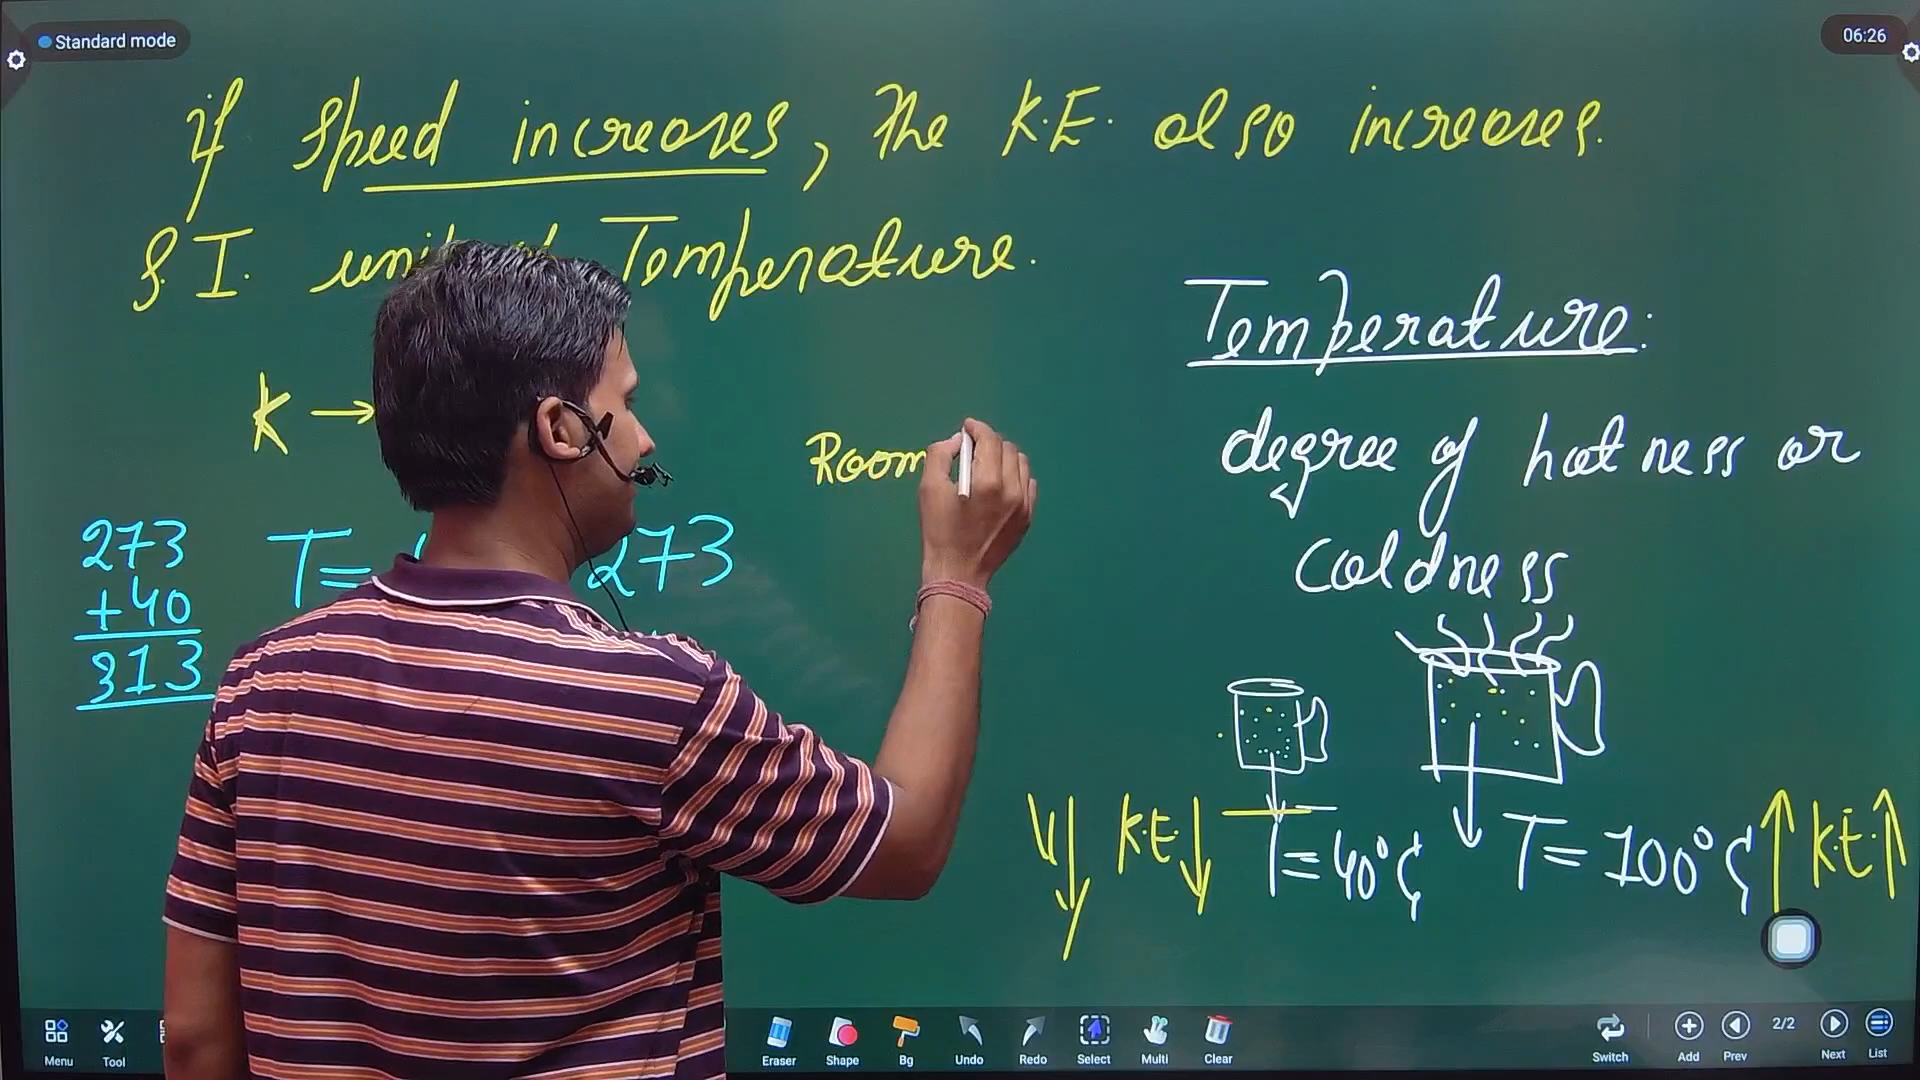 Standard mode
06:26
if speed increases, the K.E. also increases.
S.I. unit of Temperature.
Temperature:
K →
Room
degree of hotness or
coldness
273
+40
313
T= 273
K.E. T=40°C
T=100°C K.E.
Menu Tool Eraser Shape Bg Undo Redo Select Multi Clear Switch Add Prev 2/2 Next List